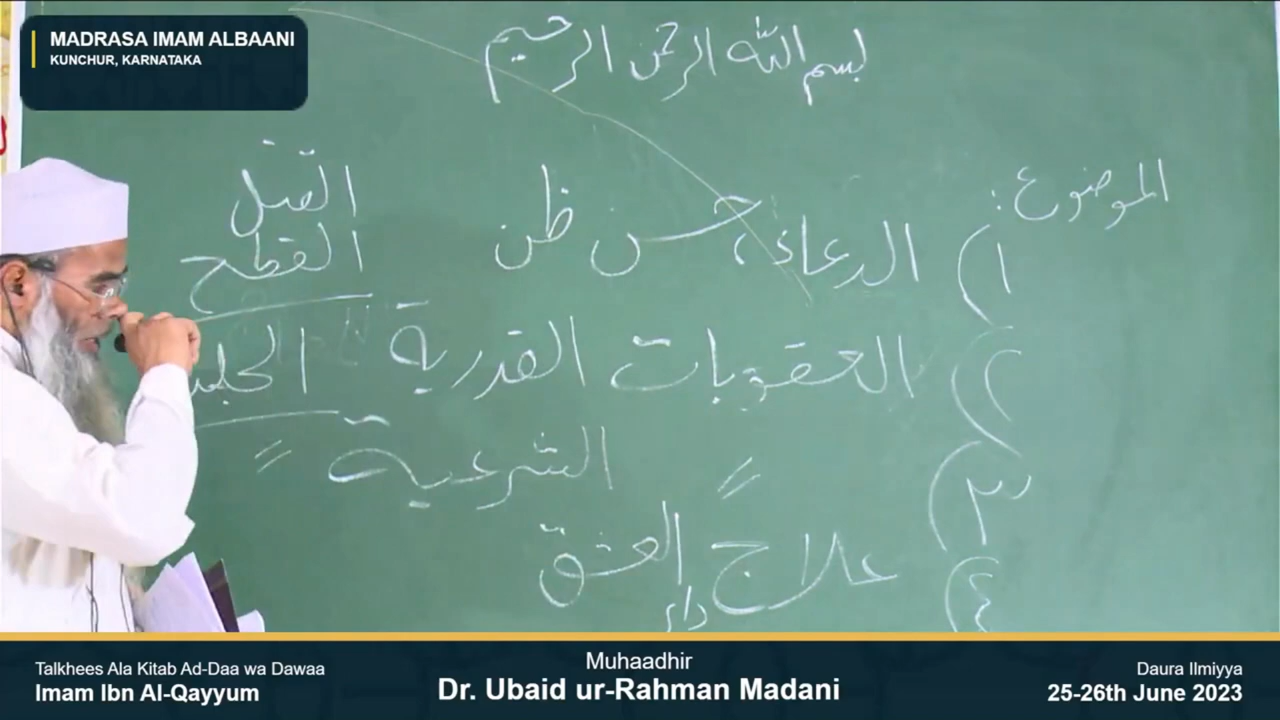 MADRASA IMAM ALBAANI
KUNCHUR, KARNATAKA
بسم الله الرحمن الرحيم
الموضوع:
١) الدعاء، حسن ظن
القتل
القطع
٢) العقوبات القدرية
الجلد
٣)〃 الشرعية 〃
٤) علاج العشق
داء
Talkhees Ala Kitab Ad-Daa wa Dawaa
Imam Ibn Al-Qayyum
Muhaadhir
Dr. Ubaid ur-Rahman Madani
Daura Ilmiyya
25-26th June 2023